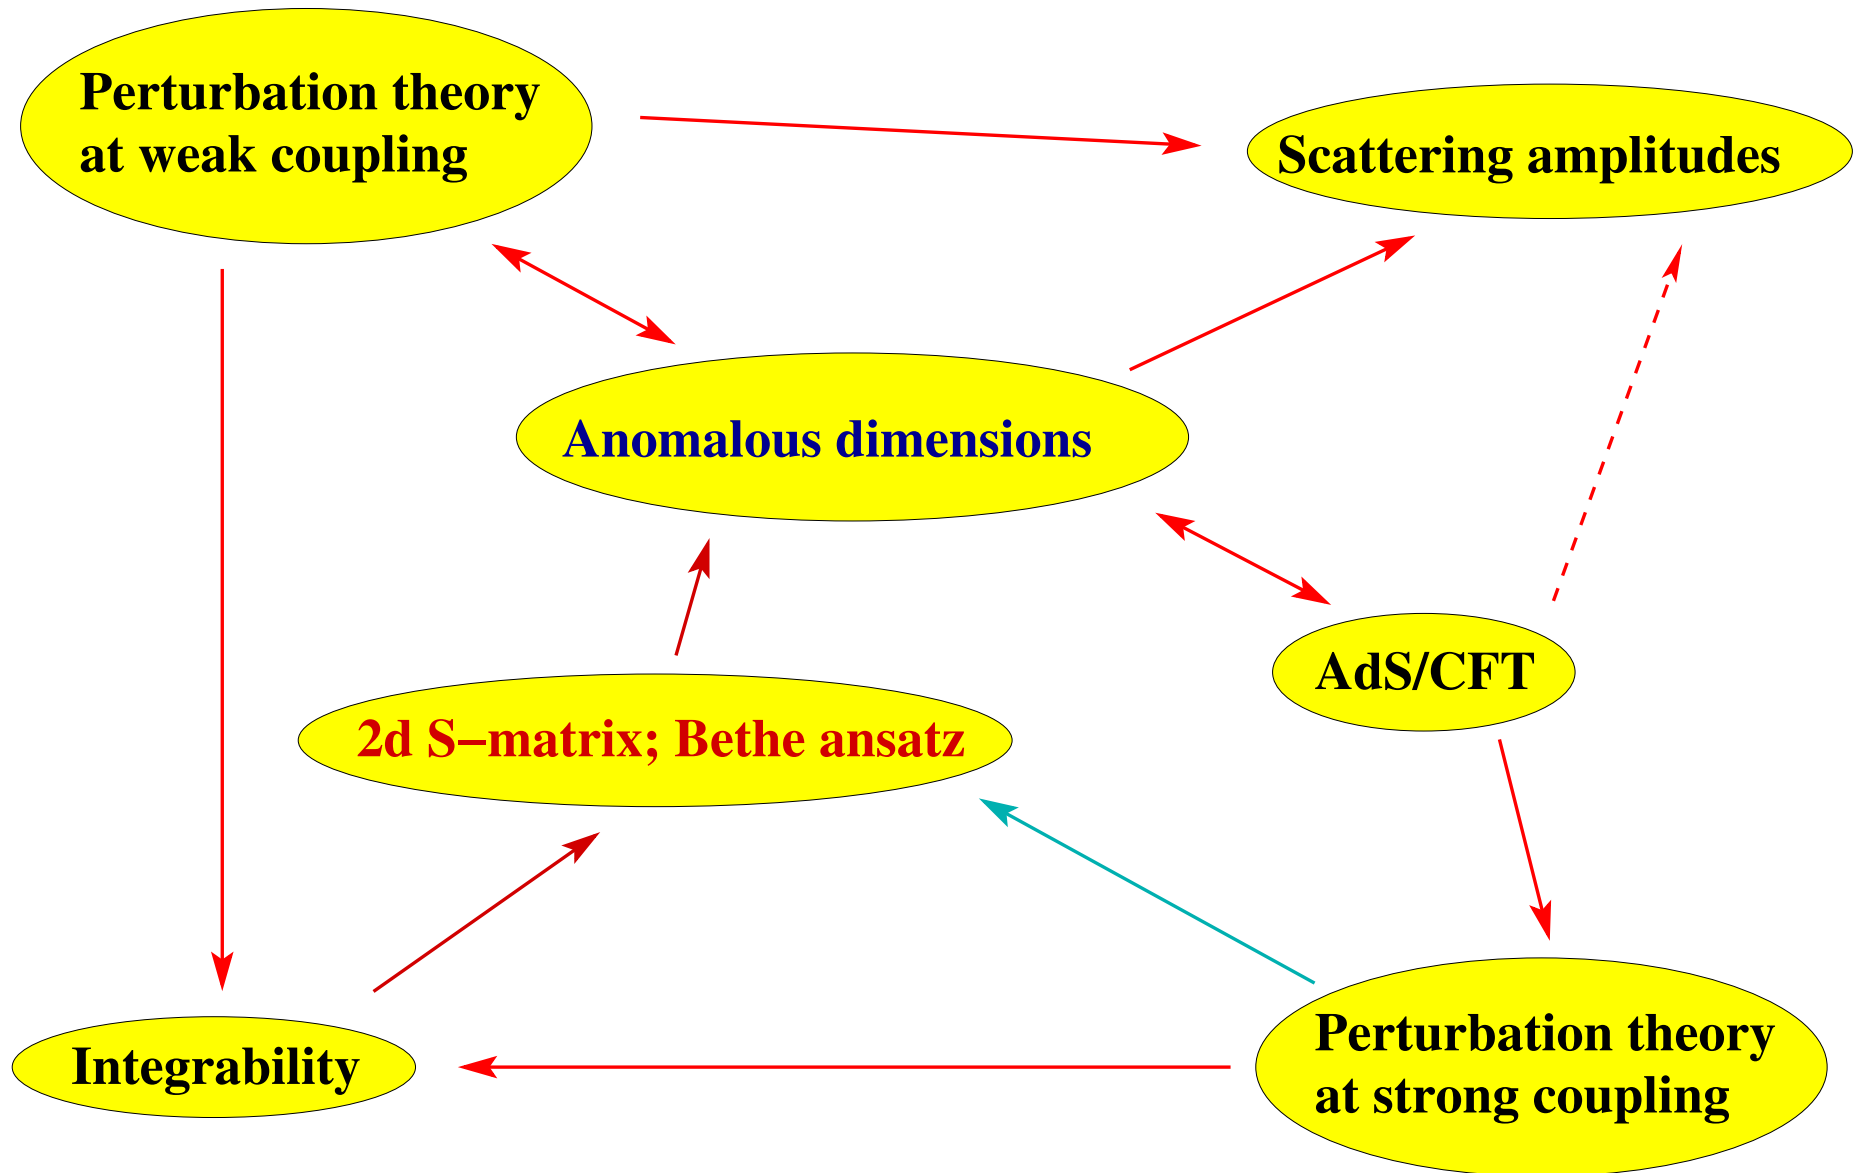 Perturbation theory
at weak coupling
Scattering amplitudes
Anomalous dimensions
AdS/CFT
2d S−matrix; Bethe ansatz
Integrability
Perturbation theory
at strong coupling